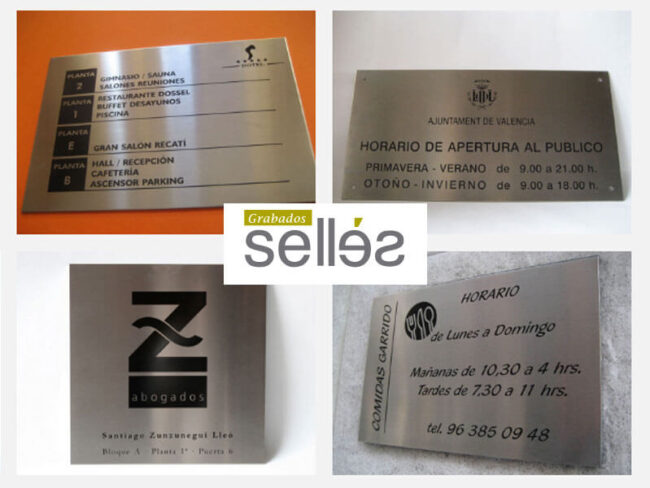 HOTEL
PLANTA 2 GIMNASIO / SAUNA
SALONES REUNIONES
PLANTA 1 RESTAURANTE DOSSEL
BUFFET DESAYUNOS
PISCINA
PLANTA E GRAN SALÓN RECATÍ
PLANTA B HALL / RECEPCIÓN
CAFETERÍA
ASCENSOR PARKING
AJUNTAMENT DE VALENCIA
HORARIO DE APERTURA AL PUBLICO
PRIMAVERA - VERANO de 9.00 a 21.00 h.
OTOÑO - INVIERNO de 9.00 a 18.00 h.
Grabados
sellés
Z
abogados
Santiago Zunzunegui Lleó
Bloque A · Planta 1ª · Puerta 6
COMIDAS GARRIDO
HORARIO
de Lunes a Domingo
Mañanas de 10,30 a 4 hrs.
Tardes de 7,30 a 11 hrs.
tel. 96 385 09 48